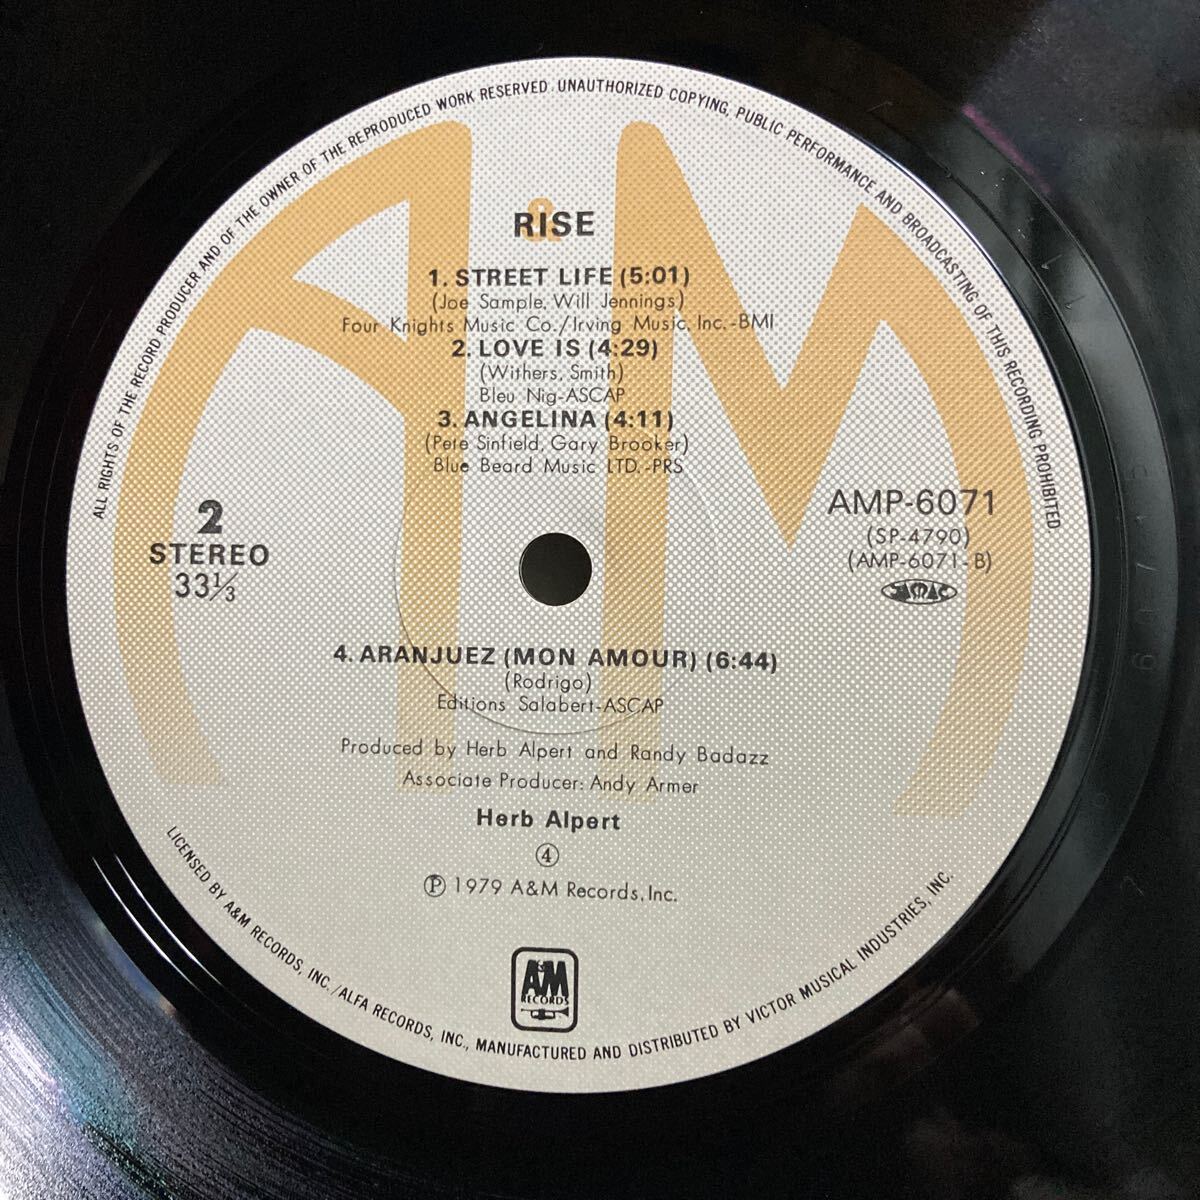 ALL RIGHTS OF THE RECORD PRODUCER AND OF THE OWNER OF THE REPRODUCED WORK RESERVED. UNAUTHORIZED COPYING, PUBLIC PERFORMANCE AND BROADCASTING OF THIS RECORDING PROHIBITED
RISE
&
1. STREET LIFE (5:01)
(Joe Sample, Will Jennings)
Four Knights Music Co./Irving Music, Inc.-BMI
2. LOVE IS (4:29)
(Withers, Smith)
Bleu Nig-ASCAP
3. ANGELINA (4:11)
(Pete Sinfield, Gary Brooker)
Blue Beard Music LTD.-PRS
2
STEREO
33⅓
AMP-6071
(SP-4790)
(AMP-6071-B)
4. ARANJUEZ (MON AMOUR) (6:44)
(Rodrigo)
Editions Salabert-ASCAP
Produced by Herb Alpert and Randy Badazz
Associate Producer: Andy Armer
Herb Alpert
④
Ⓟ 1979 A&M Records, Inc.
A&M
RECORDS
LICENSED BY A&M RECORDS, INC./ALFA RECORDS, INC., MANUFACTURED AND DISTRIBUTED BY VICTOR MUSICAL INDUSTRIES, INC.